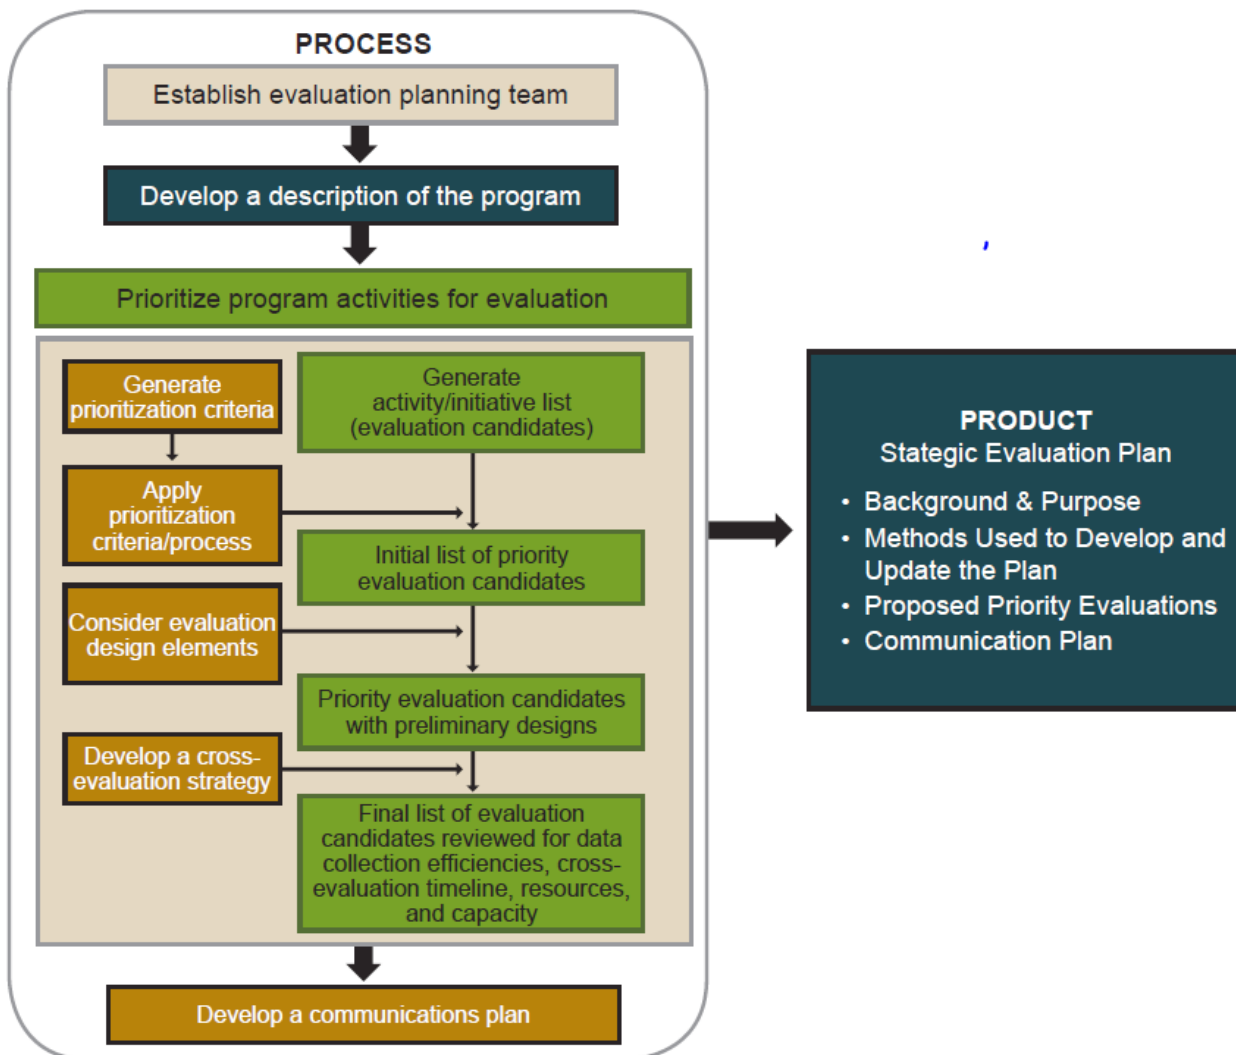 PROCESS
Establish evaluation planning team
Develop a description of the program
Prioritize program activities for evaluation
Generate
prioritization criteria
Generate
activity/initiative list
(evaluation candidates)
Apply
prioritization
criteria/process
Initial list of priority
evaluation candidates
Consider evaluation
design elements
Priority evaluation candidates
with preliminary designs
Develop a cross-
evaluation strategy
Final list of evaluation
candidates reviewed for data
collection efficiencies, cross-
evaluation timeline, resources,
and capacity
Develop a communications plan
PRODUCT
Stategic Evaluation Plan
• Background & Purpose
• Methods Used to Develop and
Update the Plan
• Proposed Priority Evaluations
• Communication Plan